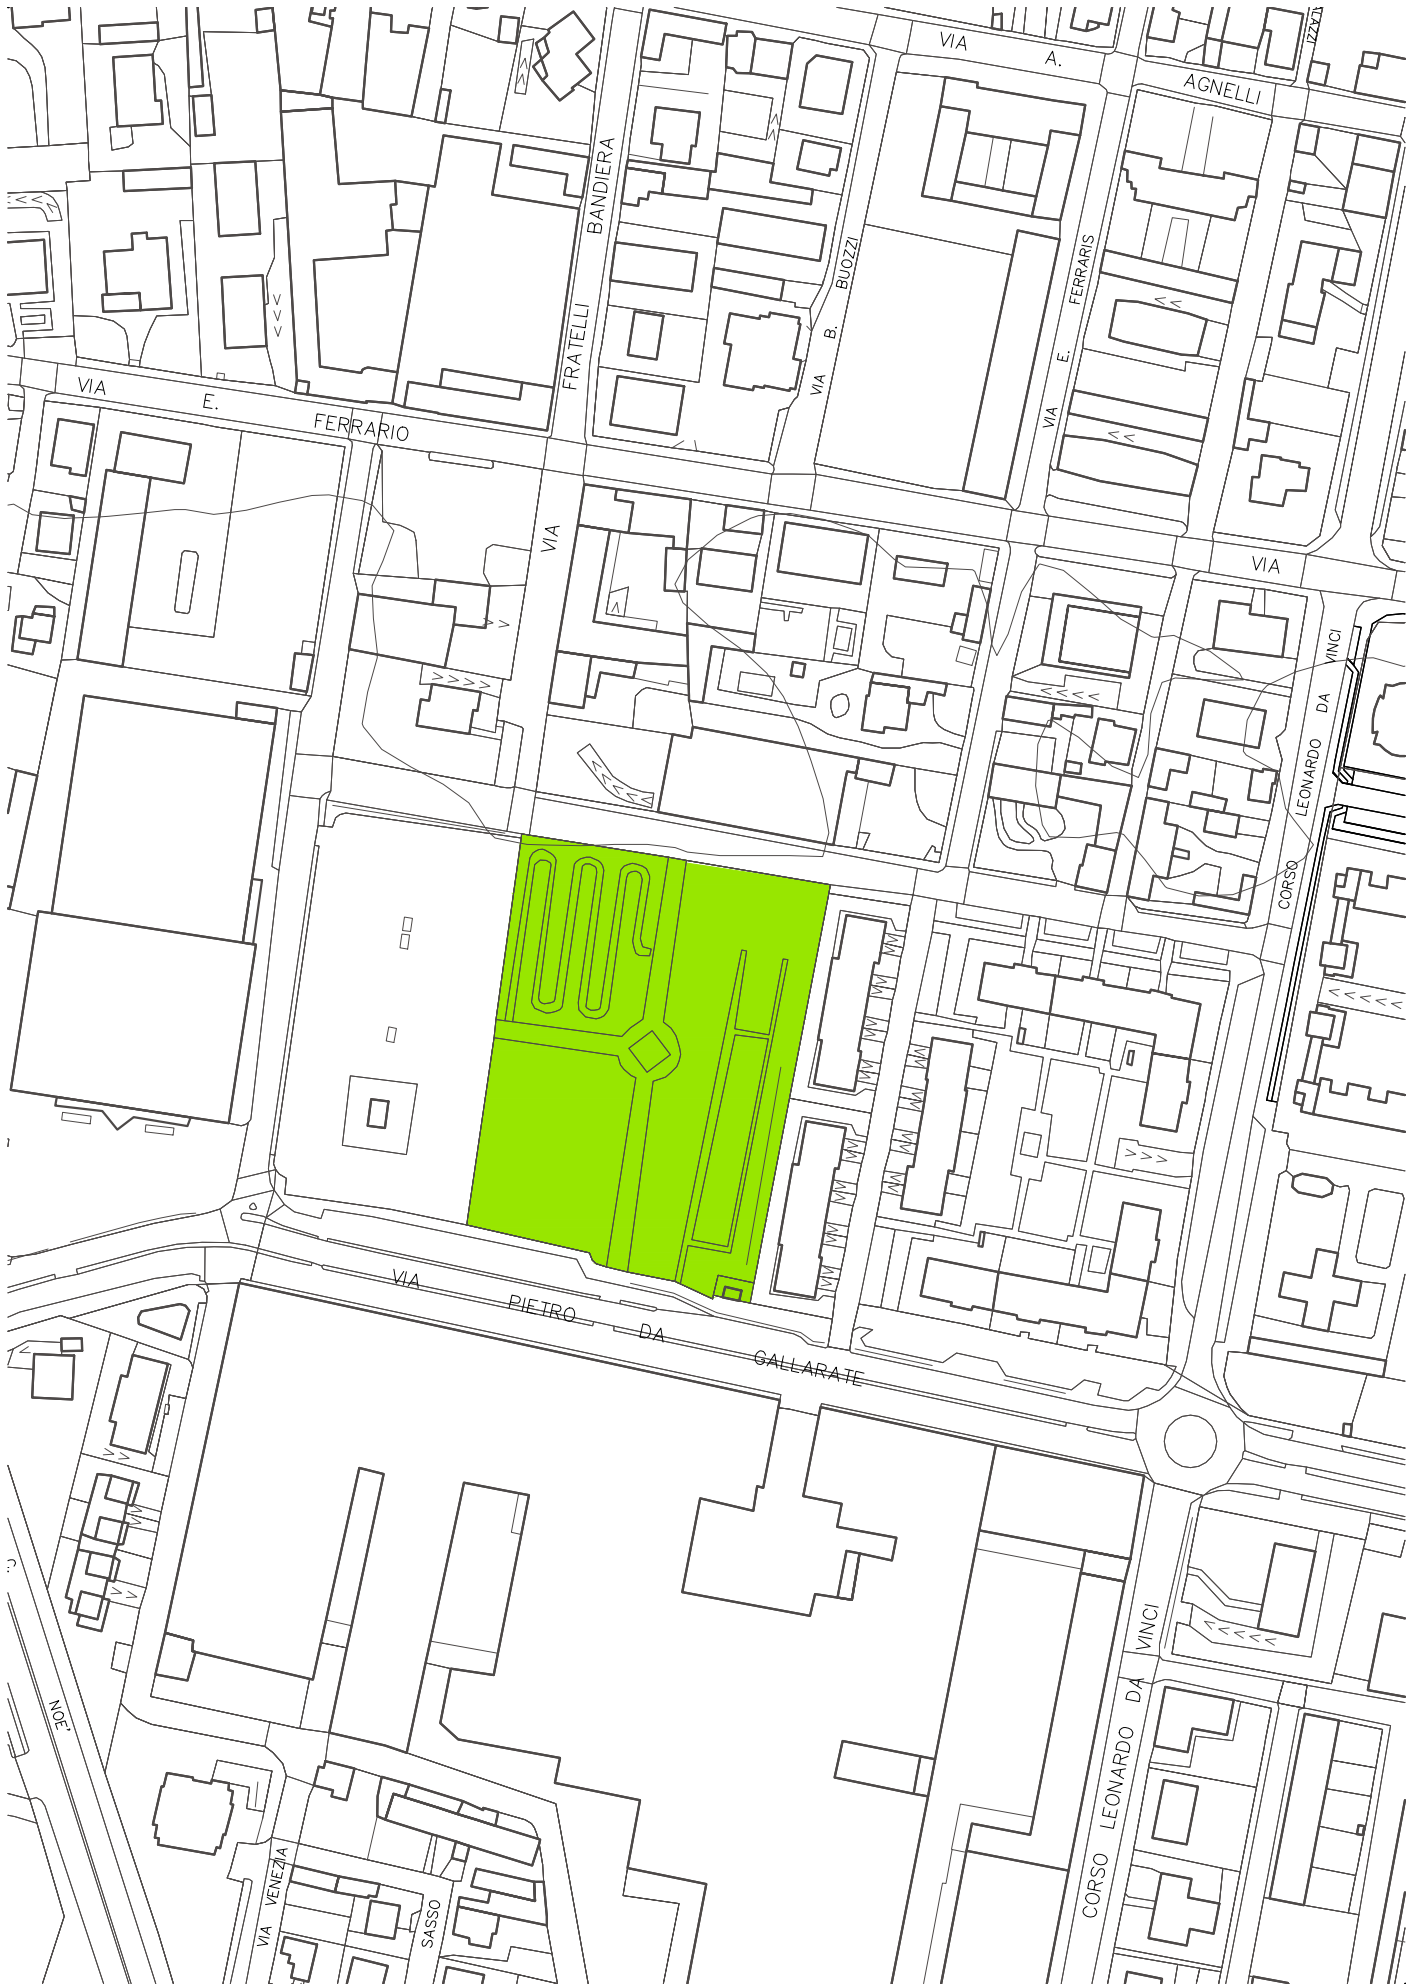 VIA A. AGNELLI
LAZZI
FRATELLI BANDIERA
VIA
VIA B. BUOZZI
VIA E. FERRARIS
VIA E. FERRARIO
VIA
CORSO LEONARDO DA VINCI
VIA PIETRO DA GALLARATE
NOE'
VIA VENEZIA
SASSO
CORSO LEONARDO DA VINCI